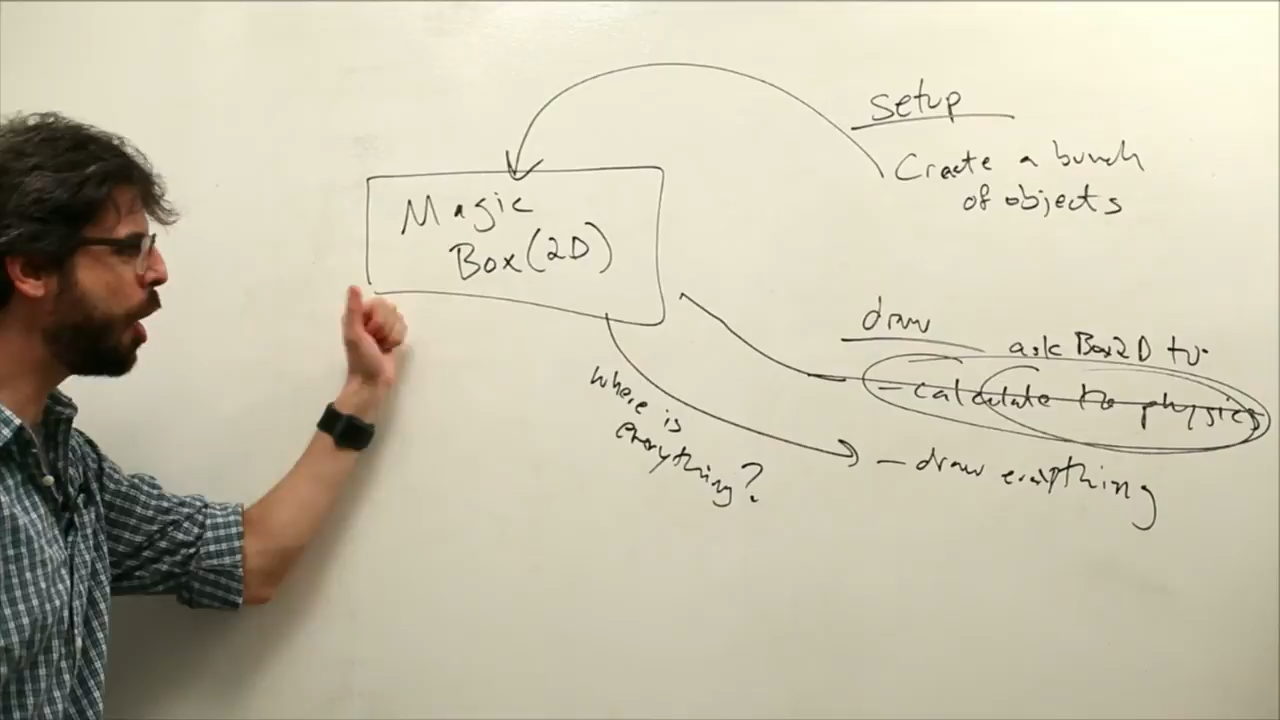 setup
Create a bunch
of objects
Magic
Box(2D)
draw
ask Box2D to
- calculate the physics
where is
everything?
- draw everything